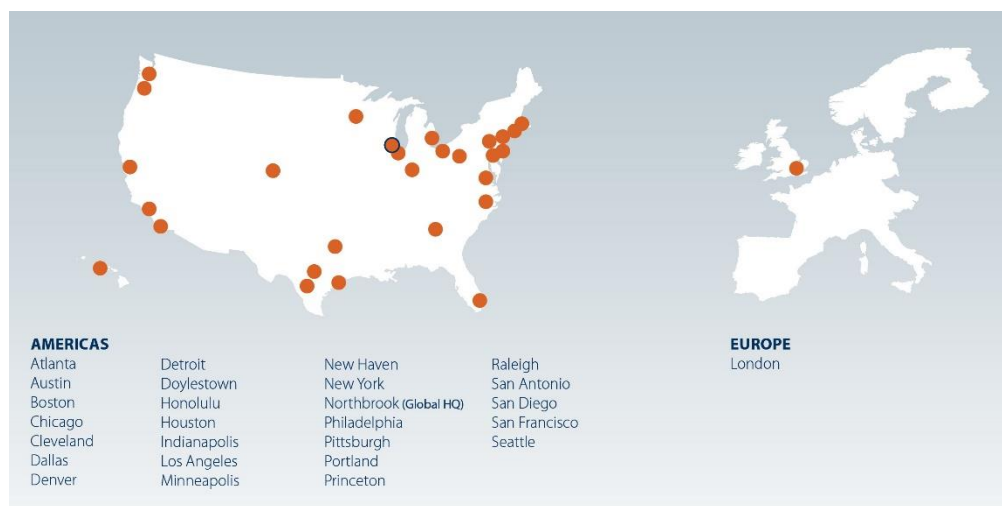 AMERICAS
Atlanta
Austin
Boston
Chicago
Cleveland
Dallas
Denver
Detroit
Doylestown
Honolulu
Houston
Indianapolis
Los Angeles
Minneapolis
New Haven
New York
Northbrook (Global HQ)
Philadelphia
Pittsburgh
Portland
Princeton
Raleigh
San Antonio
San Diego
San Francisco
Seattle
EUROPE
London